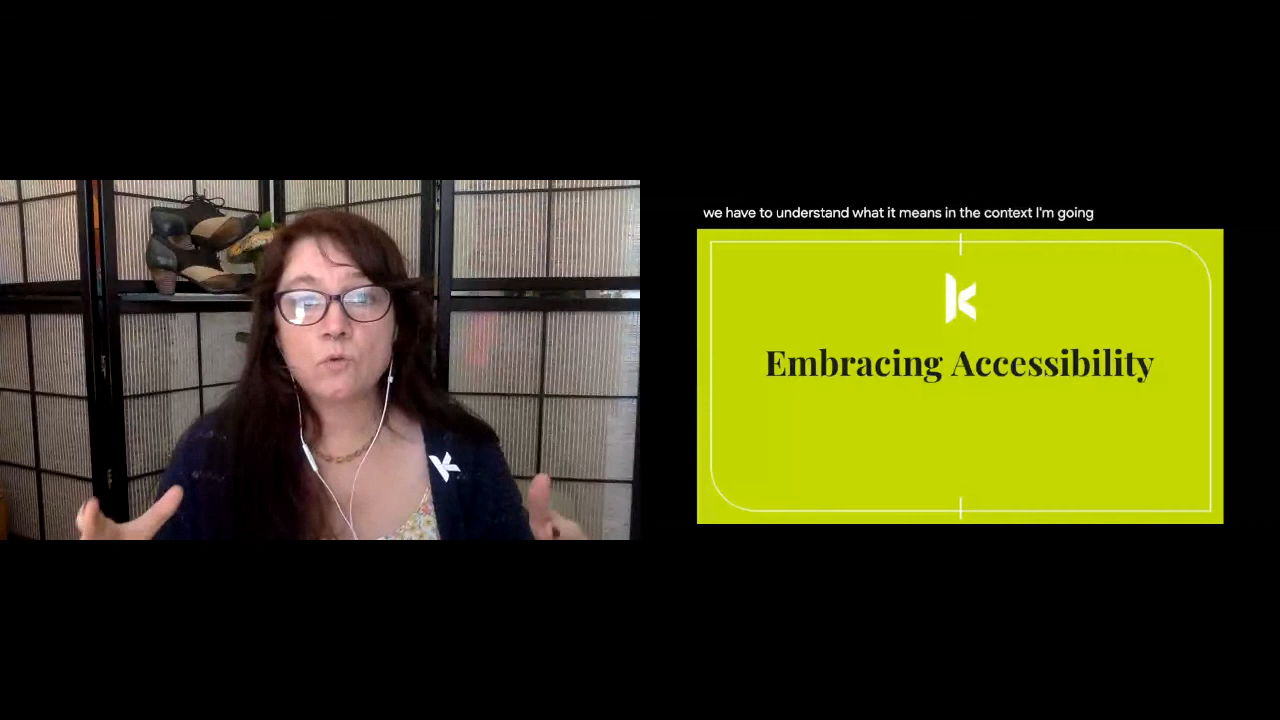 we have to understand what it means in the context I'm going
Embracing Accessibility